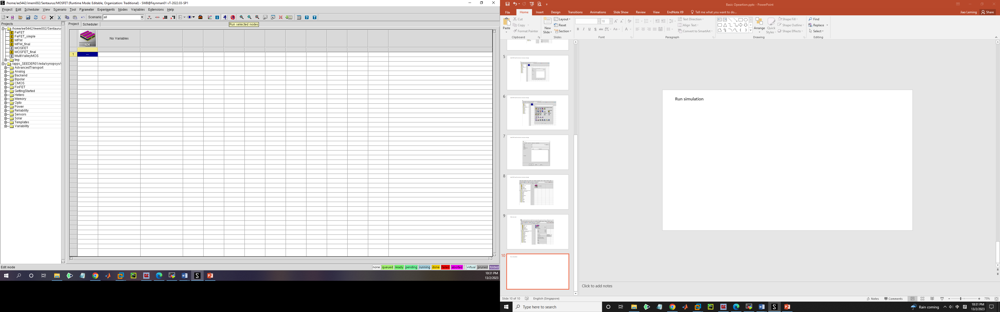 /home/ee5442/imem002/Sentaurus/MOSFET (Runtime Mode: Editable, Organization: Traditional) - SWB@Feynman01 vT-2022.03-SP1
Project Edit Scheduler View Scenario Tool Parameter Experiments Nodes Variables Extensions Help
Scenario: all
Run selected nodes
Projects
/home/ee5442/imem002/Sentaurus
FeFET
FeFET_simple
MFM
MFM_final
MOSFET
MOSFET_final
MultiValleyMOS
tmp
/apps_SEEDER01/eda/synopsys/s
AdvancedTransport
Analog
Backend
Bipolar
CMOS
FinFET
GettingStarted
Hetero
Memory
Opto
Power
Reliability
Sensors
Solar
Templates
Variability
Project Scheduler
SDE
No Variables
1 --
Edit mode
none queued ready pending running done failed aborted virtual pruned folded
10:31 PM
13/2/2023
Basic Opeartion.pptx - PowerPoint
File Home Insert Design Transitions Animations Slide Show Review View EndNote X9 Tell me what you want to do...
Jiao Leming Share
Paste
Cut
Copy
Format Painter
Clipboard
New Slide
Layout
Reset
Section
Slides
18
Font
Text Direction
Align Text
Convert to SmartArt
Paragraph
Arrange
Quick Styles
Shape Fill
Shape Outline
Shape Effects
Drawing
Find
Replace
Select
Editing
5
6
7
8
9
10
Run simulation
Click to add notes
Slide 10 of 10 English (Singapore)
Notes Comments 75%
Type here to search
Rain coming
中
10:31 PM
13/2/2023